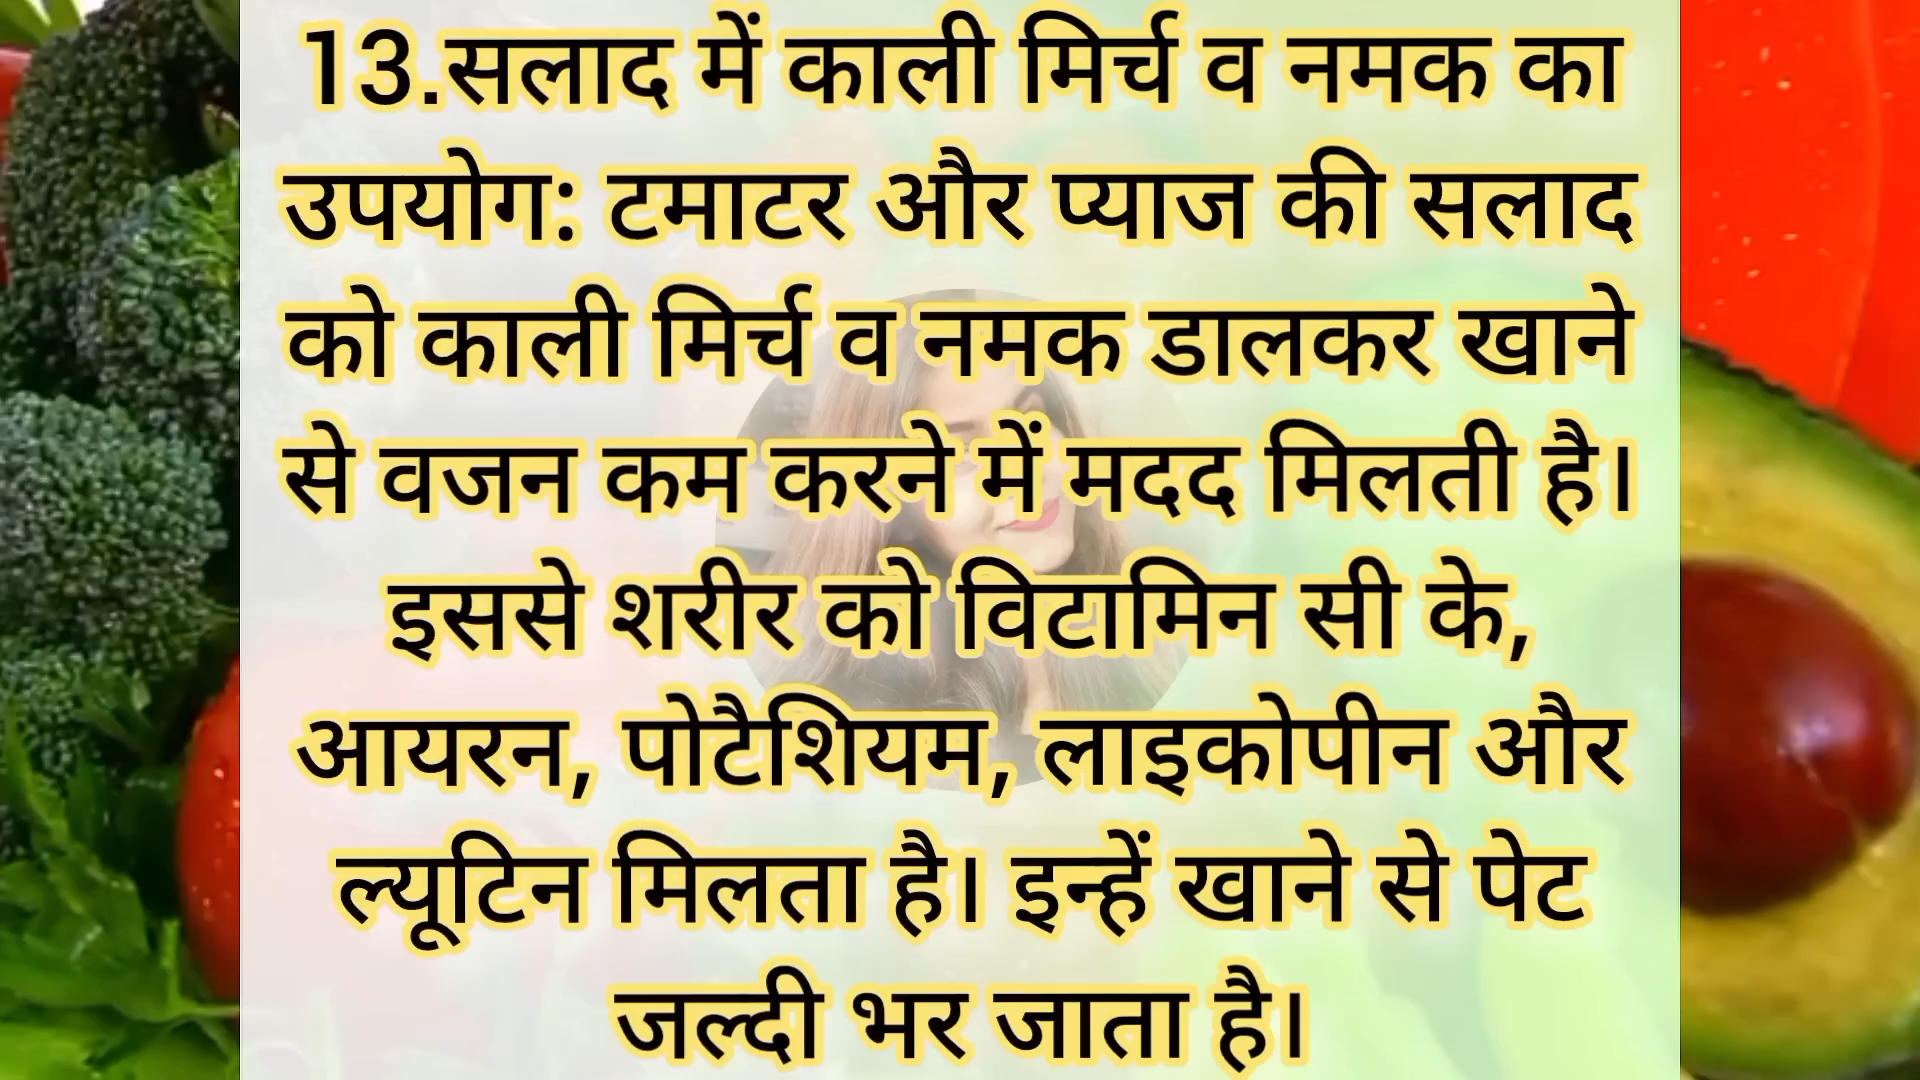 13.सलाद में काली मिर्च व नमक का
उपयोग: टमाटर और प्याज की सलाद
को काली मिर्च व नमक डालकर खाने
से वजन कम करने में मदद मिलती है।
इससे शरीर को विटामिन सी के,
आयरन, पोटैशियम, लाइकोपीन और
ल्यूटिन मिलता है। इन्हें खाने से पेट
जल्दी भर जाता है।